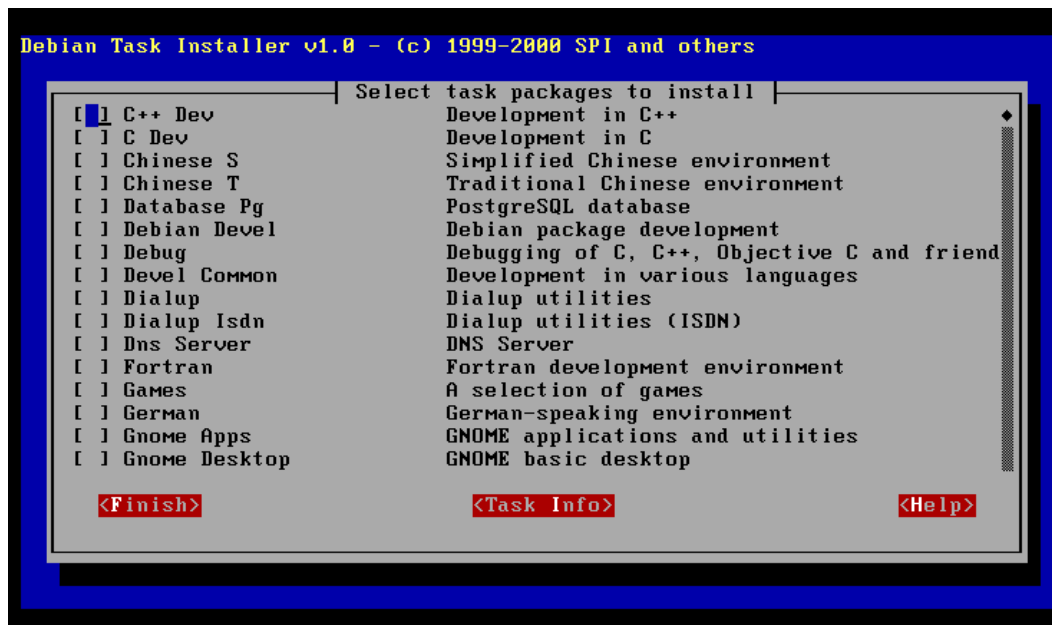 Debian Task Installer v1.0 - (c) 1999-2000 SPI and others
Select task packages to install
[ ] C++ Dev Development in C++
[ ] C Dev Development in C
[ ] Chinese S Simplified Chinese environment
[ ] Chinese T Traditional Chinese environment
[ ] Database Pg PostgreSQL database
[ ] Debian Devel Debian package development
[ ] Debug Debugging of C, C++, Objective C and friend
[ ] Devel Common Development in various languages
[ ] Dialup Dialup utilities
[ ] Dialup Isdn Dialup utilities (ISDN)
[ ] Dns Server DNS Server
[ ] Fortran Fortran development environment
[ ] Games A selection of games
[ ] German German-speaking environment
[ ] Gnome Apps GNOME applications and utilities
[ ] Gnome Desktop GNOME basic desktop
<Finish> <Task Info> <Help>